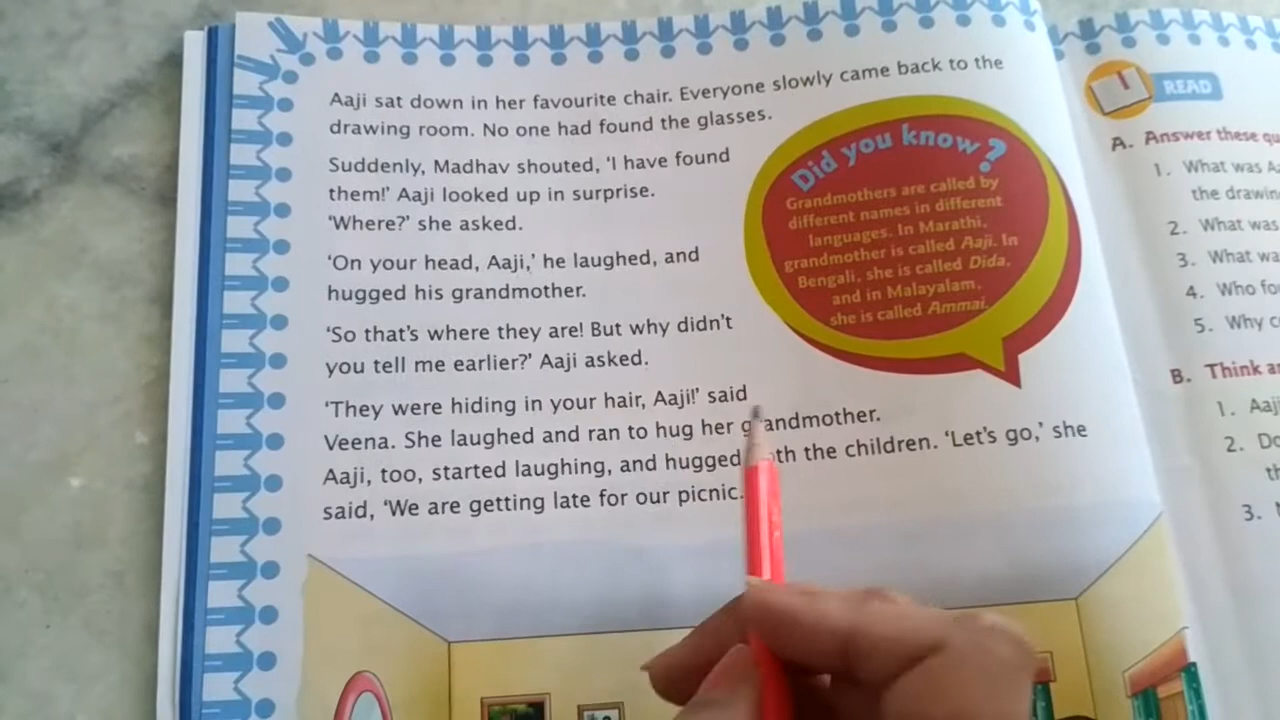 Aaji sat down in her favourite chair. Everyone slowly came back to the
drawing room. No one had found the glasses.
Suddenly, Madhav shouted, ‘I have found
them!’ Aaji looked up in surprise.
‘Where?’ she asked.
‘On your head, Aaji,’ he laughed, and
hugged his grandmother.
‘So that’s where they are! But why didn’t
you tell me earlier?’ Aaji asked.
‘They were hiding in your hair, Aaji!’ said
Veena. She laughed and ran to hug her grandmother.
Aaji, too, started laughing, and hugged the children. ‘Let’s go,’ she
said, ‘We are getting late for our picnic.
Did you know?
Grandmothers are called by
different names in different
languages. In Marathi,
grandmother is called Aaji. In
Bengali, she is called Dida,
and in Malayalam,
she is called Ammai.
READ
A. Answer these
1. What was
the
2. What was
3. What
4. Who
5. Why
B. Think
1. Aaji
2.
3.